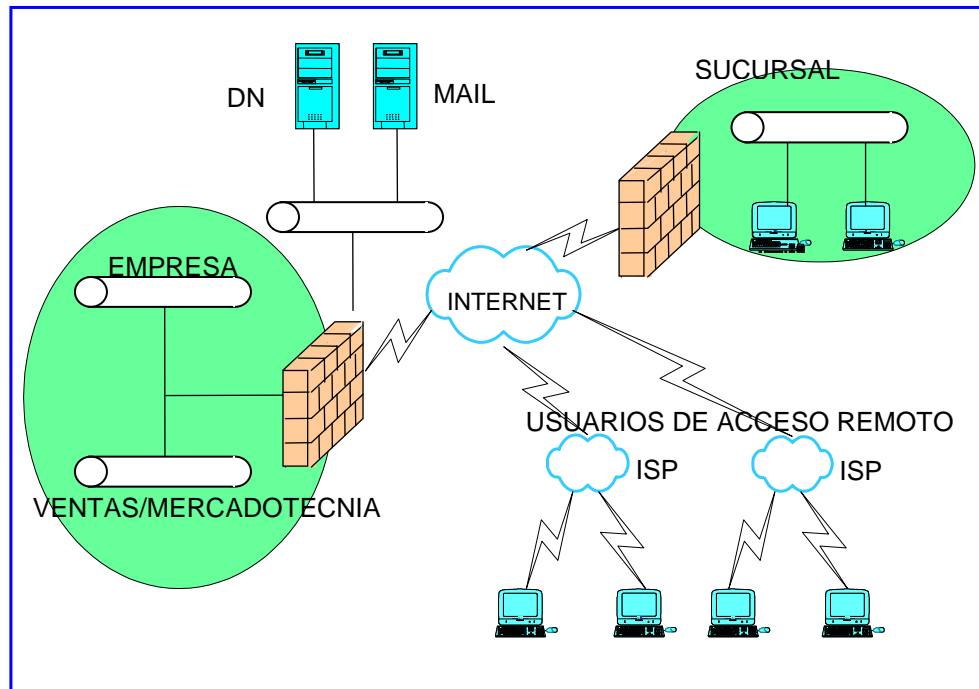 DN
MAIL
SUCURSAL
EMPRESA
INTERNET
USUARIOS DE ACCESO REMOTO
ISP
ISP
VENTAS/MERCADOTECNIA